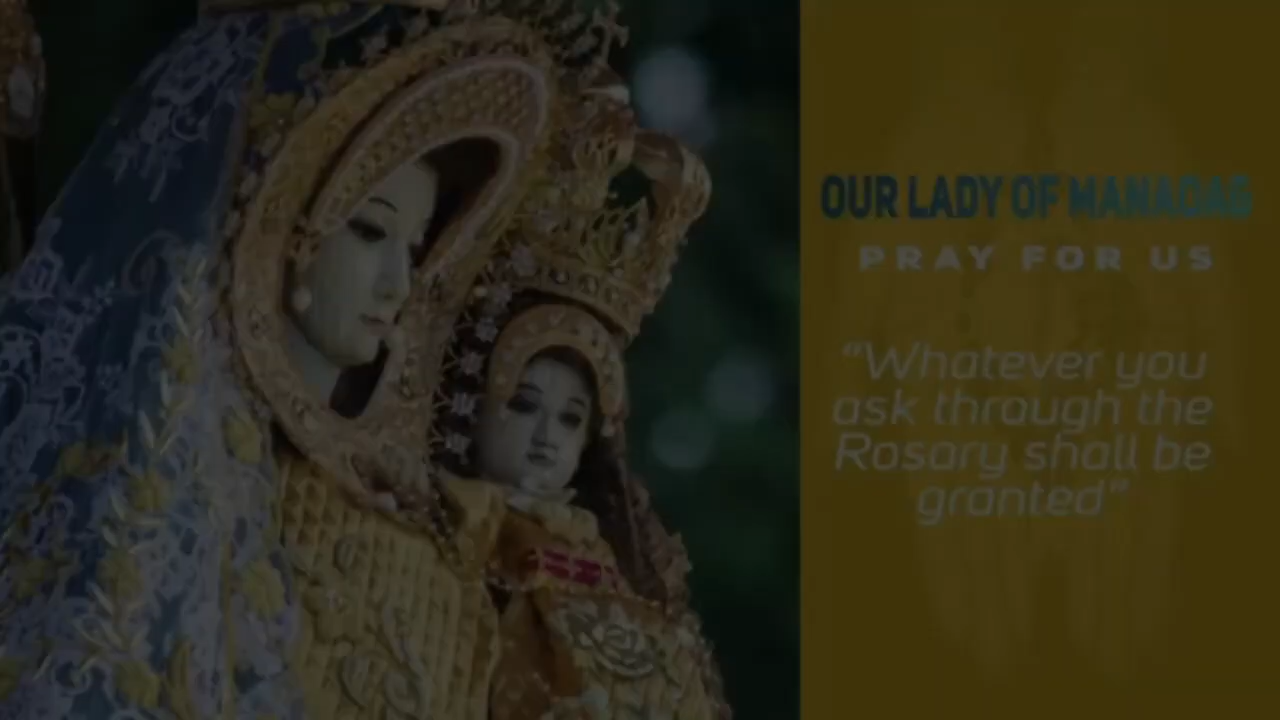 OUR LADY OF MANAOAG
PRAY FOR US
"Whatever you
ask through the
Rosary shall be
granted"